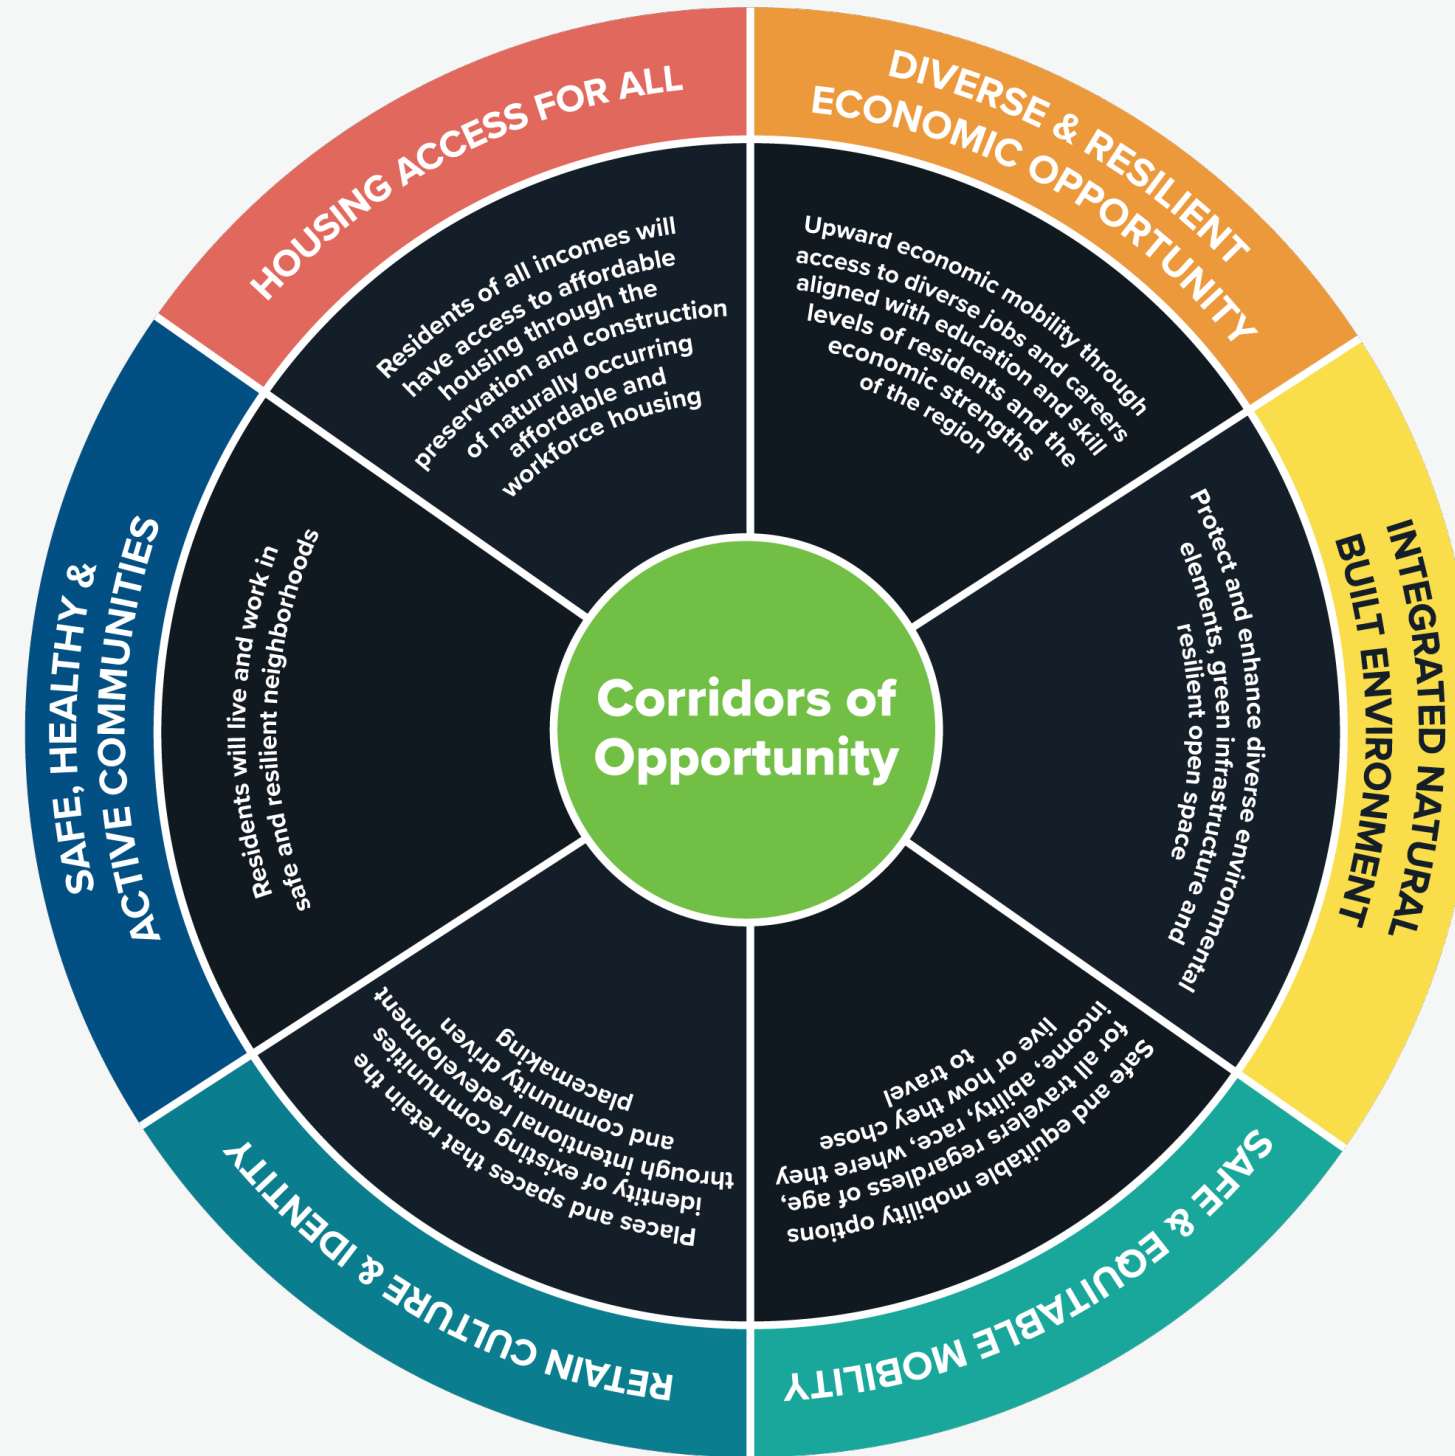 HOUSING ACCESS FOR ALL
Residents of all incomes will
have access to affordable
housing through the
preservation and construction
of naturally occurring
affordable and
workforce housing
DIVERSE & RESILIENT
ECONOMIC OPPORTUNITY
Upward economic mobility through
access to diverse jobs and careers
aligned with education and skill
levels of residents and the
economic strengths
of the region
INTEGRATED NATURAL
BUILT ENVIRONMENT
Protect and enhance diverse environmental
elements, green infrastructure and
resilient open space
SAFE & EQUITABLE MOBILITY
Safe and equitable mobility options
for all travelers regardless of age,
income, ability, race, where they
live or how they chose
to travel
RETAIN CULTURE & IDENTITY
Places and spaces that retain the
identity of existing communities
through intentional redevelopment
and community driven
placemaking
SAFE, HEALTHY &
ACTIVE COMMUNITIES
Residents will live and work in
safe and resilient neighborhoods
Corridors of
Opportunity